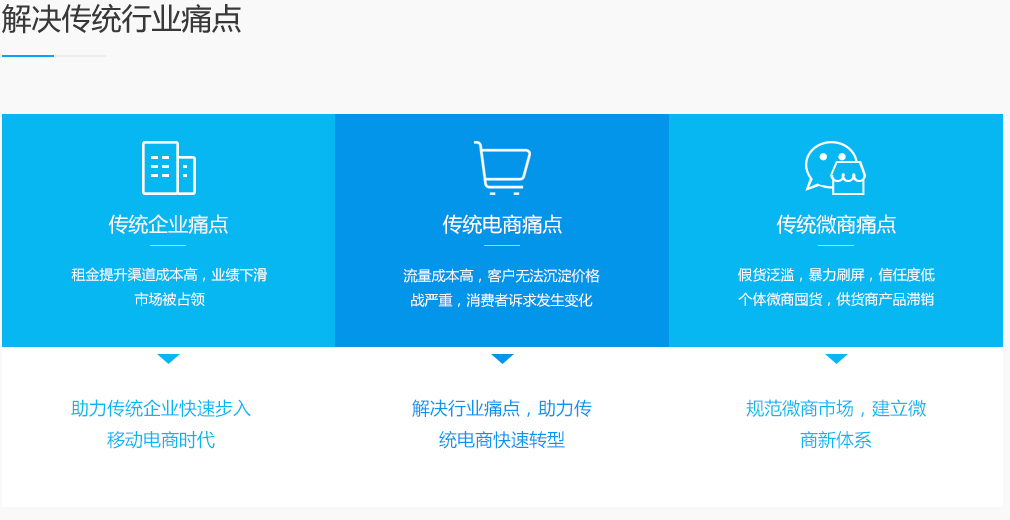 解决传统行业痛点
传统企业痛点
租金提升渠道成本高，业绩下滑
市场被占领
助力传统企业快速步入
移动电商时代
传统电商痛点
流量成本高，客户无法沉淀价格
战严重，消费者诉求发生变化
解决行业痛点，助力传
统电商快速转型
传统微商痛点
假货泛滥，暴力刷屏，信任度低
个体微商囤货，供货商产品滞销
规范微商市场，建立微
商新体系